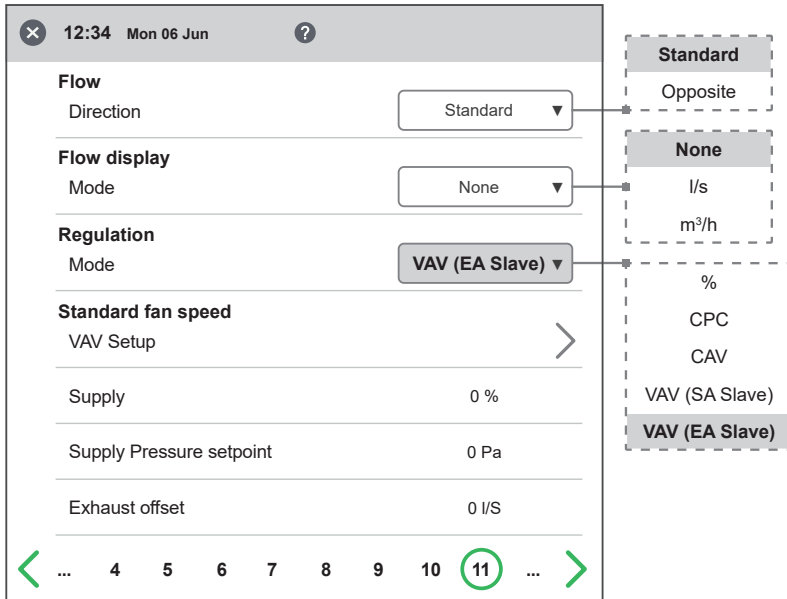 12:34 Mon 06 Jun ?
Flow
Direction Standard ▼
Flow display
Mode None ▼
Regulation
Mode VAV (EA Slave) ▼
Standard fan speed
VAV Setup
Supply 0 %
Supply Pressure setpoint 0 Pa
Exhaust offset 0 l/S
... 4 5 6 7 8 9 10 11 ...
Standard
Opposite
None
l/s
m³/h
%
CPC
CAV
VAV (SA Slave)
VAV (EA Slave)